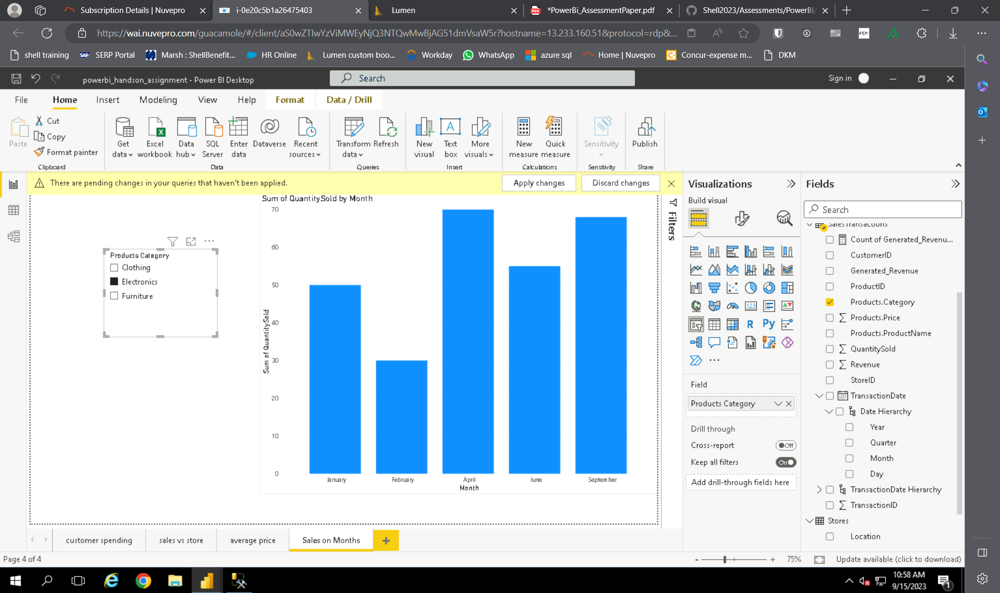 Subscription Details | Nuvepro
i-0e20c5b1a26475403
Lumen
*PowerBi_AssessmentPaper.pdf
Shell2023/Assessments/PowerBI/
https://wai.nuvepro.com/guacamole/#/client/aS0wZTIwYzViMWEyNjQ3NTQwMwBjAG51dmVsaW5r?hostname=13.233.160.51&protocol=rdp&...
shell training
SERP Portal
Marsh : ShellBenefit...
HR Online
Lumen custom boo...
Workday
WhatsApp
azure sql
Home | Nuvepro
Concur-expense m...
DKM
powerbi_handson_assignment - Power BI Desktop
Search
Sign in
File
Home
Insert
Modeling
View
Help
Format
Data / Drill
Paste
Cut
Copy
Format painter
Clipboard
Get data
Excel workbook
Data hub
SQL Server
Enter data
Dataverse
Recent sources
Data
Transform data
Refresh
Queries
New visual
Text box
More visuals
Insert
New measure
Quick measure
Calculations
Sensitivity
Sensitivity
Publish
Share
There are pending changes in your queries that haven't been applied.
Apply changes
Discard changes
Products Category
Clothing
Electronics
Furniture
Sum of QuantitySold by Month
Sum of QuantitySold
70
60
50
40
30
20
10
0
January
February
April
June
September
Month
Filters
Visualizations
Build visual
123
R
Py
Field
Products Category
Drill through
Cross-report
Off
Keep all filters
On
Add drill-through fields here
Fields
Search
SalesTransactions
Count of Generated_Revenu...
CustomerID
Generated_Revenue
ProductID
Products.Category
Products.Price
Products.ProductName
QuantitySold
Revenue
StoreID
TransactionDate
Date Hierarchy
Year
Quarter
Month
Day
TransactionDate Hierarchy
TransactionID
Stores
Location
customer spending
sales vs store
average price
Sales on Months
Page 4 of 4
75%
Update available (click to download)
10:58 AM
9/15/2023
1